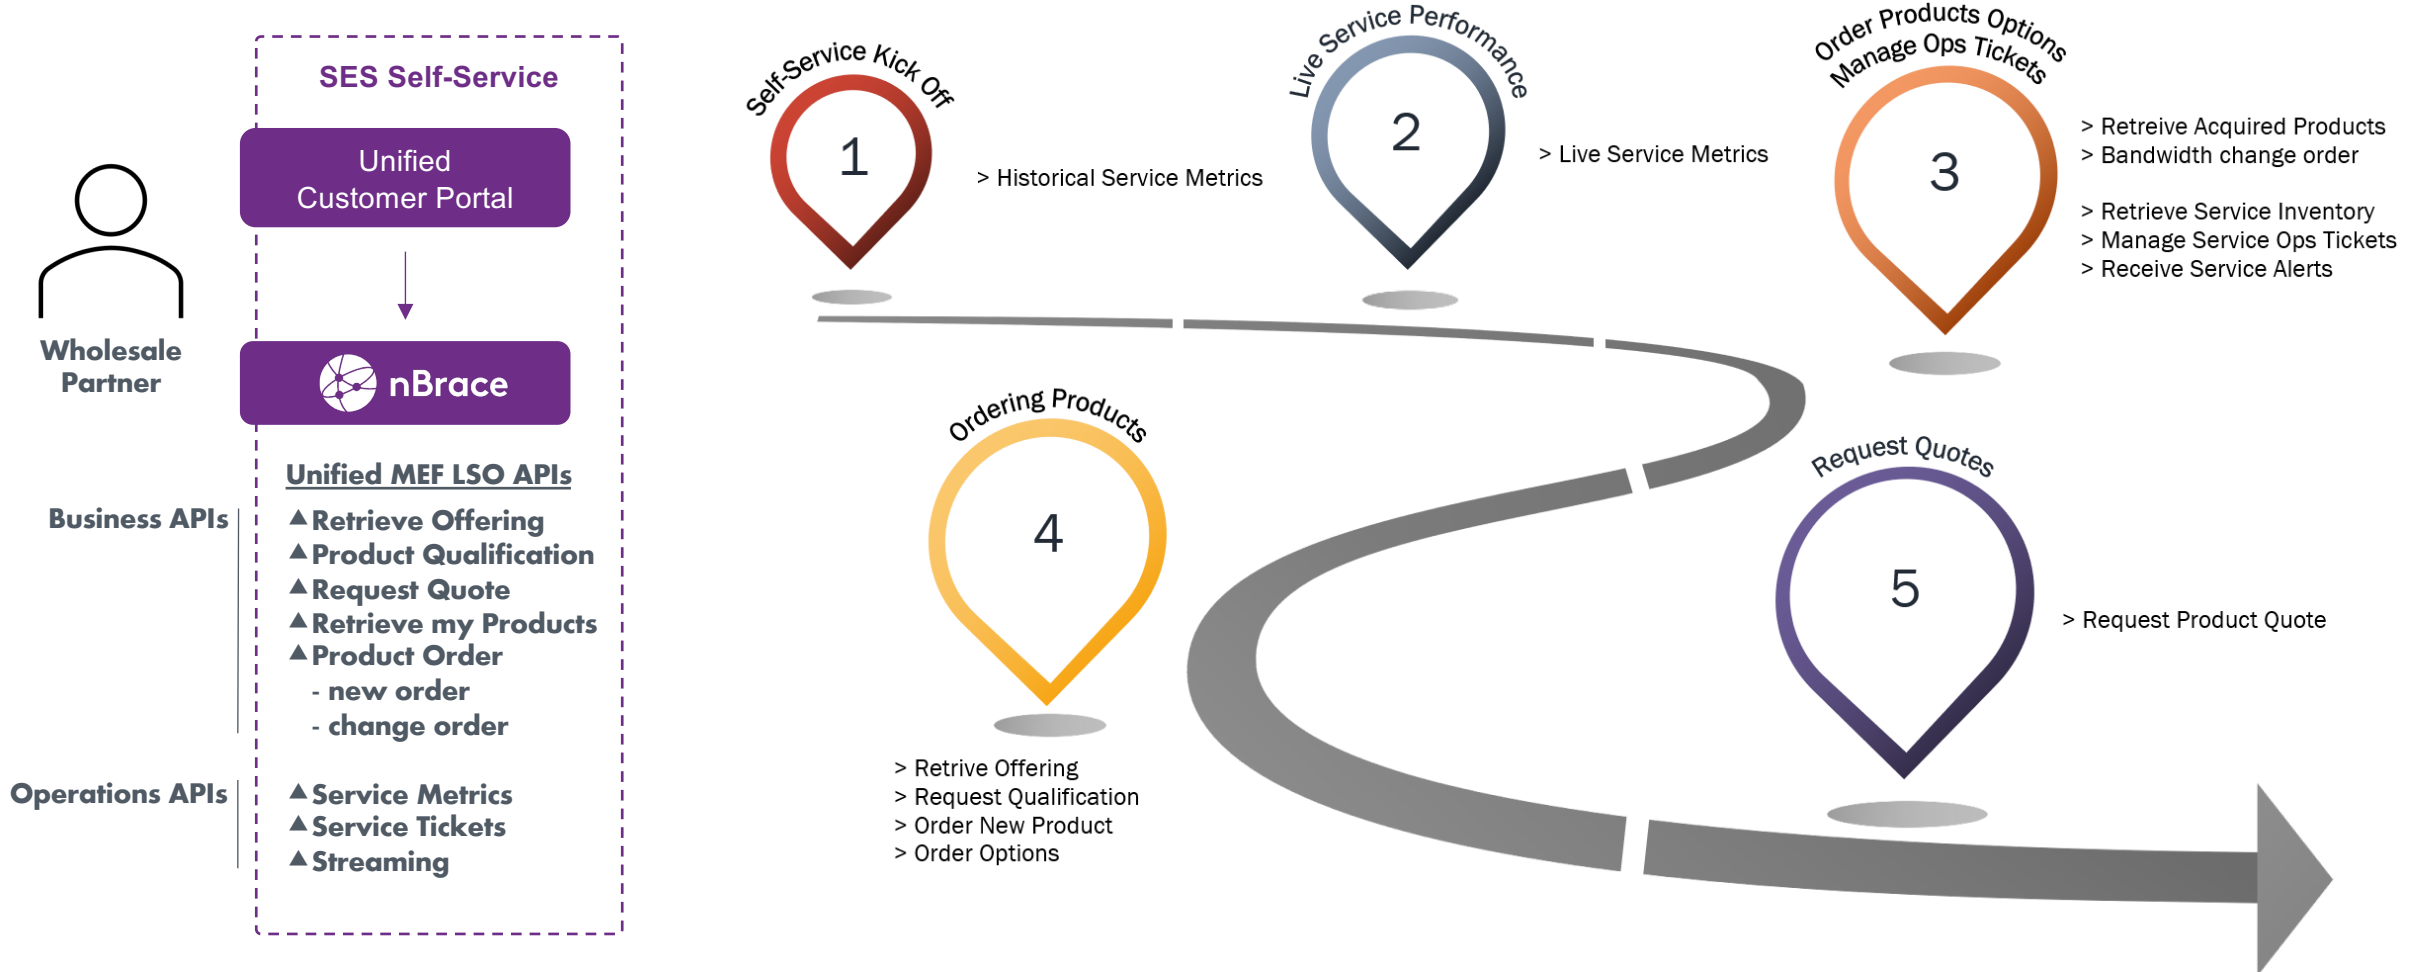 SES Self-Service
Unified
Customer Portal
Wholesale
Partner
nBrace
Unified MEF LSO APIs
Business APIs
Retrieve Offering
Product Qualification
Request Quote
Retrieve my Products
Product Order
- new order
- change order
Operations APIs
Service Metrics
Service Tickets
Streaming
Self-Service Kick Off
1
> Historical Service Metrics
Live Service Performance
2
> Live Service Metrics
Order Products Options
Manage Ops Tickets
3
> Retreive Acquired Products
> Bandwidth change order
> Retrieve Service Inventory
> Manage Service Ops Tickets
> Receive Service Alerts
Ordering Products
4
> Retrive Offering
> Request Qualification
> Order New Product
> Order Options
Request Quotes
5
> Request Product Quote